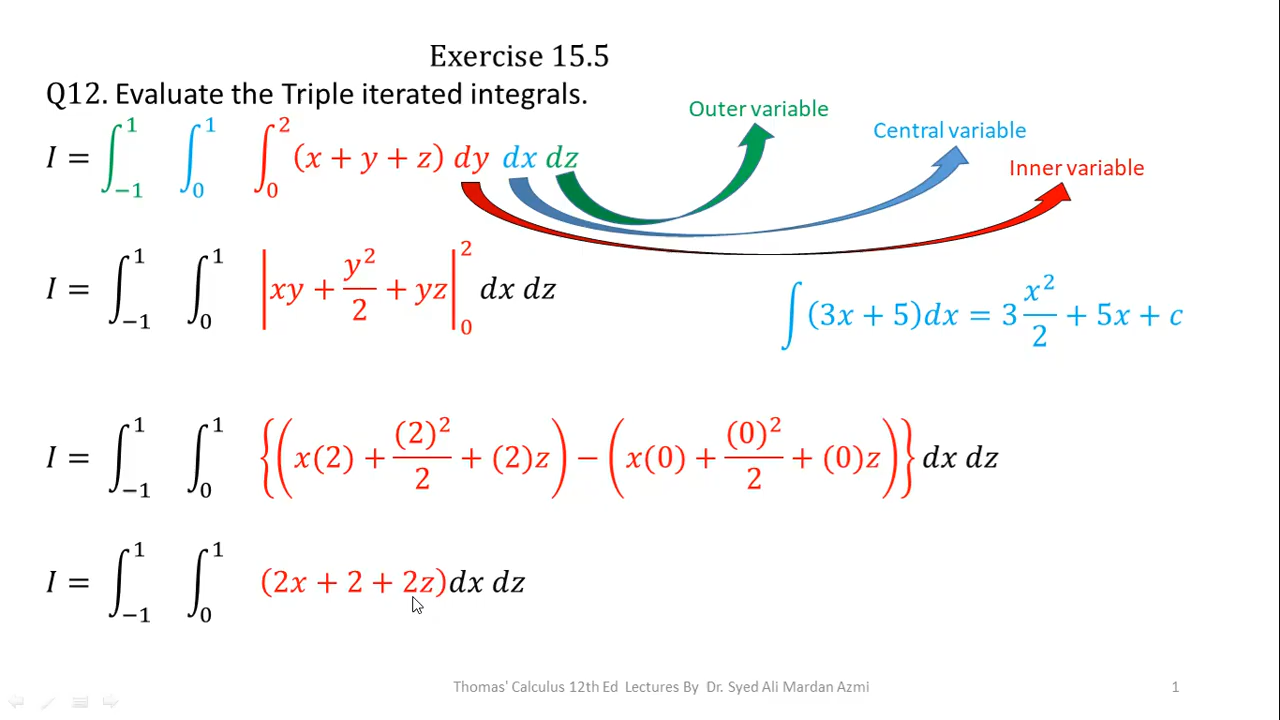 Exercise 15.5
Q12. Evaluate the Triple iterated integrals.
Outer variable
Central variable
Inner variable
I = ∫_{−1}^{1} ∫_{0}^{1} ∫_{0}^{2} (x + y + z) dy dx dz
I = ∫_{−1}^{1} ∫_{0}^{1} |xy + y²/2 + yz|_{0}^{2} dx dz
∫(3x + 5)dx = 3 x²/2 + 5x + c
I = ∫_{−1}^{1} ∫_{0}^{1} {(x(2) + (2)²/2 + (2)z) − (x(0) + (0)²/2 + (0)z)} dx dz
I = ∫_{−1}^{1} ∫_{0}^{1} (2x + 2 + 2z)dx dz
Thomas' Calculus 12th Ed Lectures By Dr. Syed Ali Mardan Azmi
1